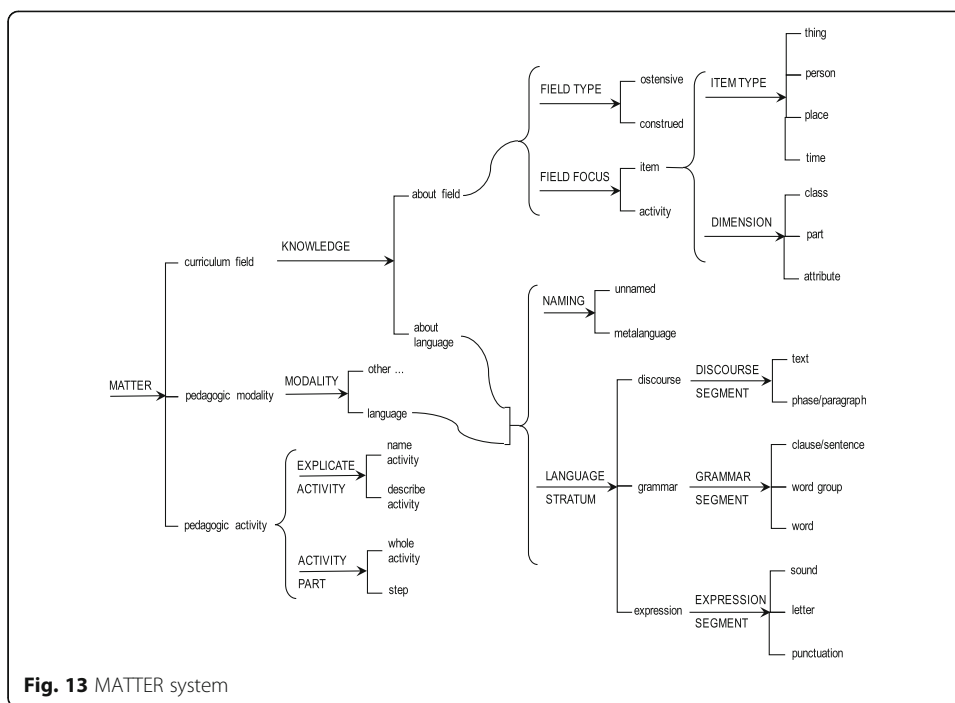 thing
person
ITEM TYPE
place
time
ostensive
FIELD TYPE
construed
item
FIELD FOCUS
activity
class
DIMENSION
part
attribute
about field
KNOWLEDGE
curriculum field
about
language
unnamed
NAMING
metalanguage
MATTER
pedagogic modality
MODALITY
other ...
language
text
discourse
DISCOURSE
SEGMENT
phase/paragraph
clause/sentence
LANGUAGE
STRATUM
grammar
GRAMMAR
SEGMENT
word group
word
name
activity
EXPLICATE
ACTIVITY
describe
activity
pedagogic activity
whole
activity
ACTIVITY
PART
step
sound
expression
EXPRESSION
SEGMENT
letter
punctuation
Fig. 13 MATTER system